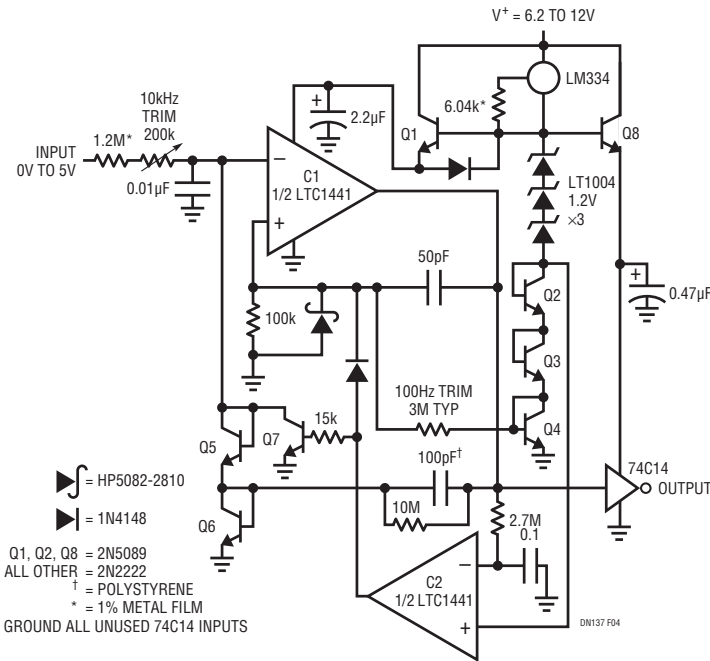 V+ = 6.2 TO 12V
LM334
6.04k*
10kHz
TRIM
200k
1.2M*
INPUT
0V TO 5V
0.01µF
+
2.2µF
Q1
Q8
–
C1
1/2 LTC1441
+
LT1004
1.2V
×3
50pF
+
0.47µF
Q2
100k
Q3
100Hz TRIM
3M TYP
Q4
Q5
Q7
15k
100pF†
74C14
OUTPUT
= HP5082-2810
Q6
10M
2.7M
0.1
= 1N4148
–
C2
1/2 LTC1441
+
Q1, Q2, Q8 = 2N5089
ALL OTHER = 2N2222
† = POLYSTYRENE
* = 1% METAL FILM
GROUND ALL UNUSED 74C14 INPUTS
DN137 F04